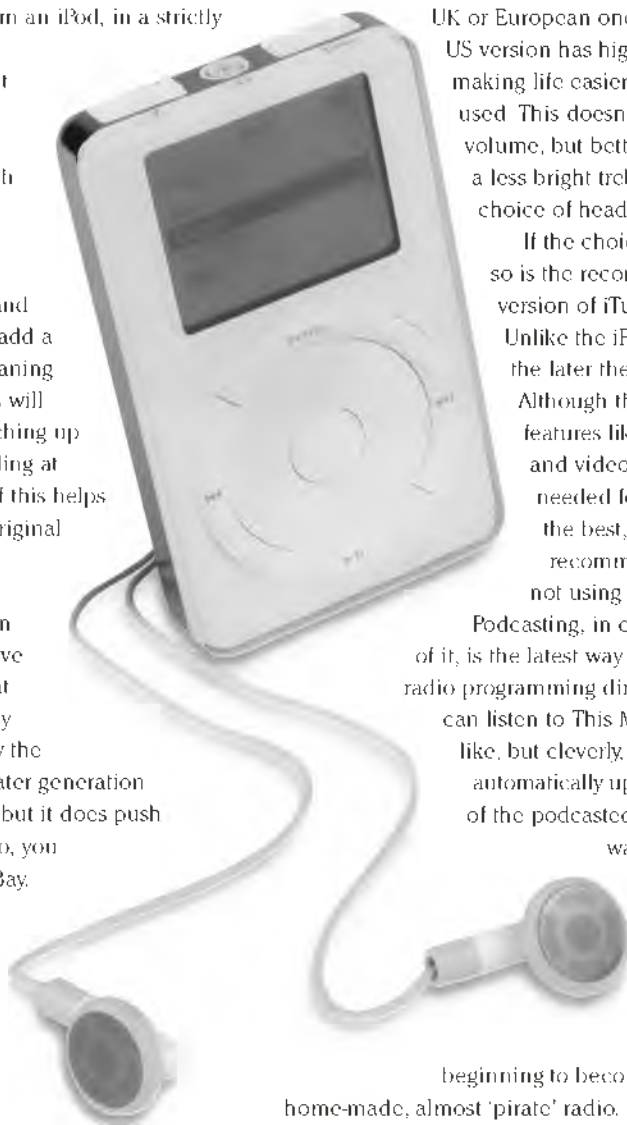 m an iPod, in a strictly
t
h
and
add a
aning
will
ching up
ling at
f this helps
riginal
n
ve
at
y
y the
ater generation
but it does push
o, you
Bay.
UK or European one
US version has hig
making life easier
used This doesn
volume, but bett
a less bright treb
choice of head
If the choi
so is the recor
version of iTu
Unlike the iP
the later the
Although th
features lik
and video
needed fo
the best,
recomm
not using
Podcasting, in c
of it, is the latest way
radio programming dir
can listen to This M
like, but cleverly,
automatically up
of the podcasted
wa
beginning to beco
home-made, almost 'pirate' radio.
MENU